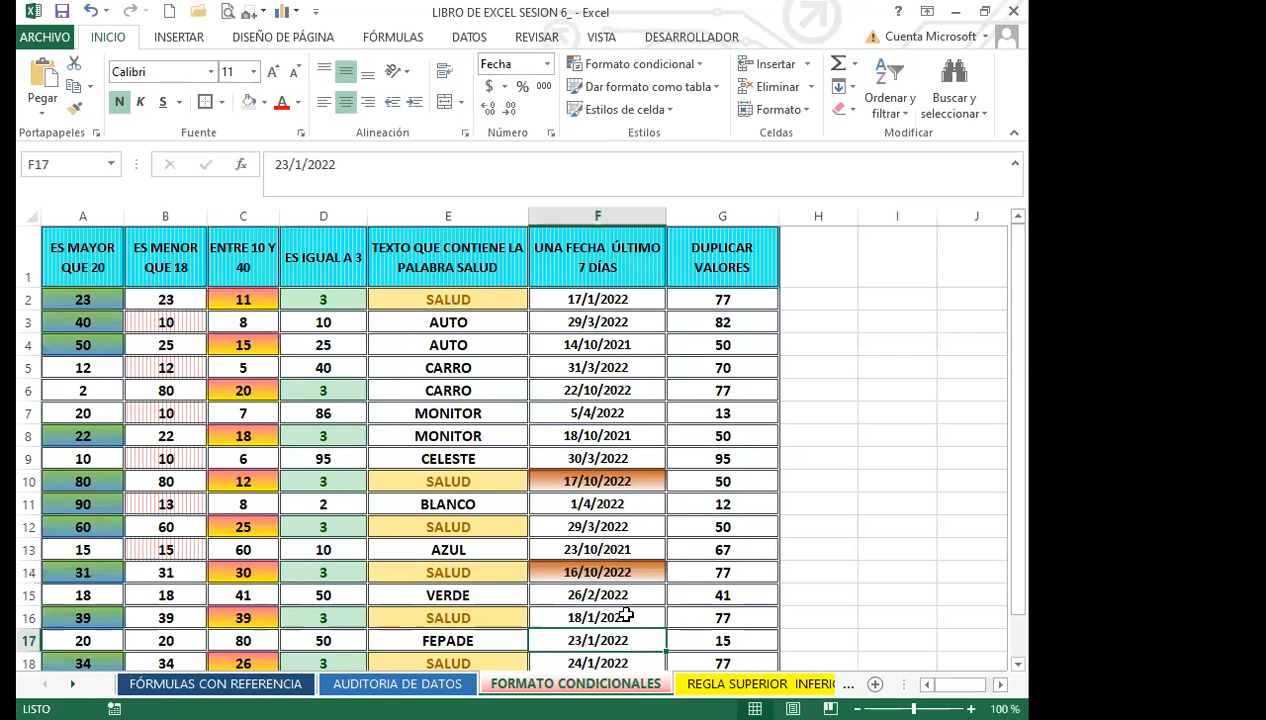 LIBRO DE EXCEL SESION 6_ - Excel
ARCHIVO INICIO INSERTAR DISEÑO DE PÁGINA FÓRMULAS DATOS REVISAR VISTA DESARROLLADOR Cuenta Microsoft
Pegar Calibri 11 Fecha Formato condicional Insertar Ordenar y filtrar Buscar y seleccionar
N K S $ % 000 Dar formato como tabla Eliminar
Estilos de celda Formato
Portapapeles Fuente Alineación Número Estilos Celdas Modificar
F17 fx 23/1/2022
A B C D E F G H I J
1 ES MAYOR QUE 20 ES MENOR QUE 18 ENTRE 10 Y 40 ES IGUAL A 3 TEXTO QUE CONTIENE LA PALABRA SALUD UNA FECHA ÚLTIMO 7 DÍAS DUPLICAR VALORES
2 23 23 11 3 SALUD 17/1/2022 77
3 40 10 8 10 AUTO 29/3/2022 82
4 50 25 15 25 AUTO 14/10/2021 50
5 12 12 5 40 CARRO 31/3/2022 70
6 2 80 20 3 CARRO 22/10/2022 77
7 20 10 7 86 MONITOR 5/4/2022 13
8 22 22 18 3 MONITOR 18/10/2021 50
9 10 10 6 95 CELESTE 30/3/2022 95
10 80 80 12 3 SALUD 17/10/2022 50
11 90 13 8 2 BLANCO 1/4/2022 12
12 60 60 25 3 SALUD 29/3/2022 50
13 15 15 60 10 AZUL 23/10/2021 67
14 31 31 30 3 SALUD 16/10/2022 77
15 18 18 41 50 VERDE 26/2/2022 41
16 39 39 39 3 SALUD 18/1/2022 77
17 20 20 80 50 FEPADE 23/1/2022 15
18 34 34 26 3 SALUD 24/1/2022 77
FÓRMULAS CON REFERENCIA AUDITORIA DE DATOS FORMATO CONDICIONALES REGLA SUPERIOR INFERIO ...
LISTO 100 %